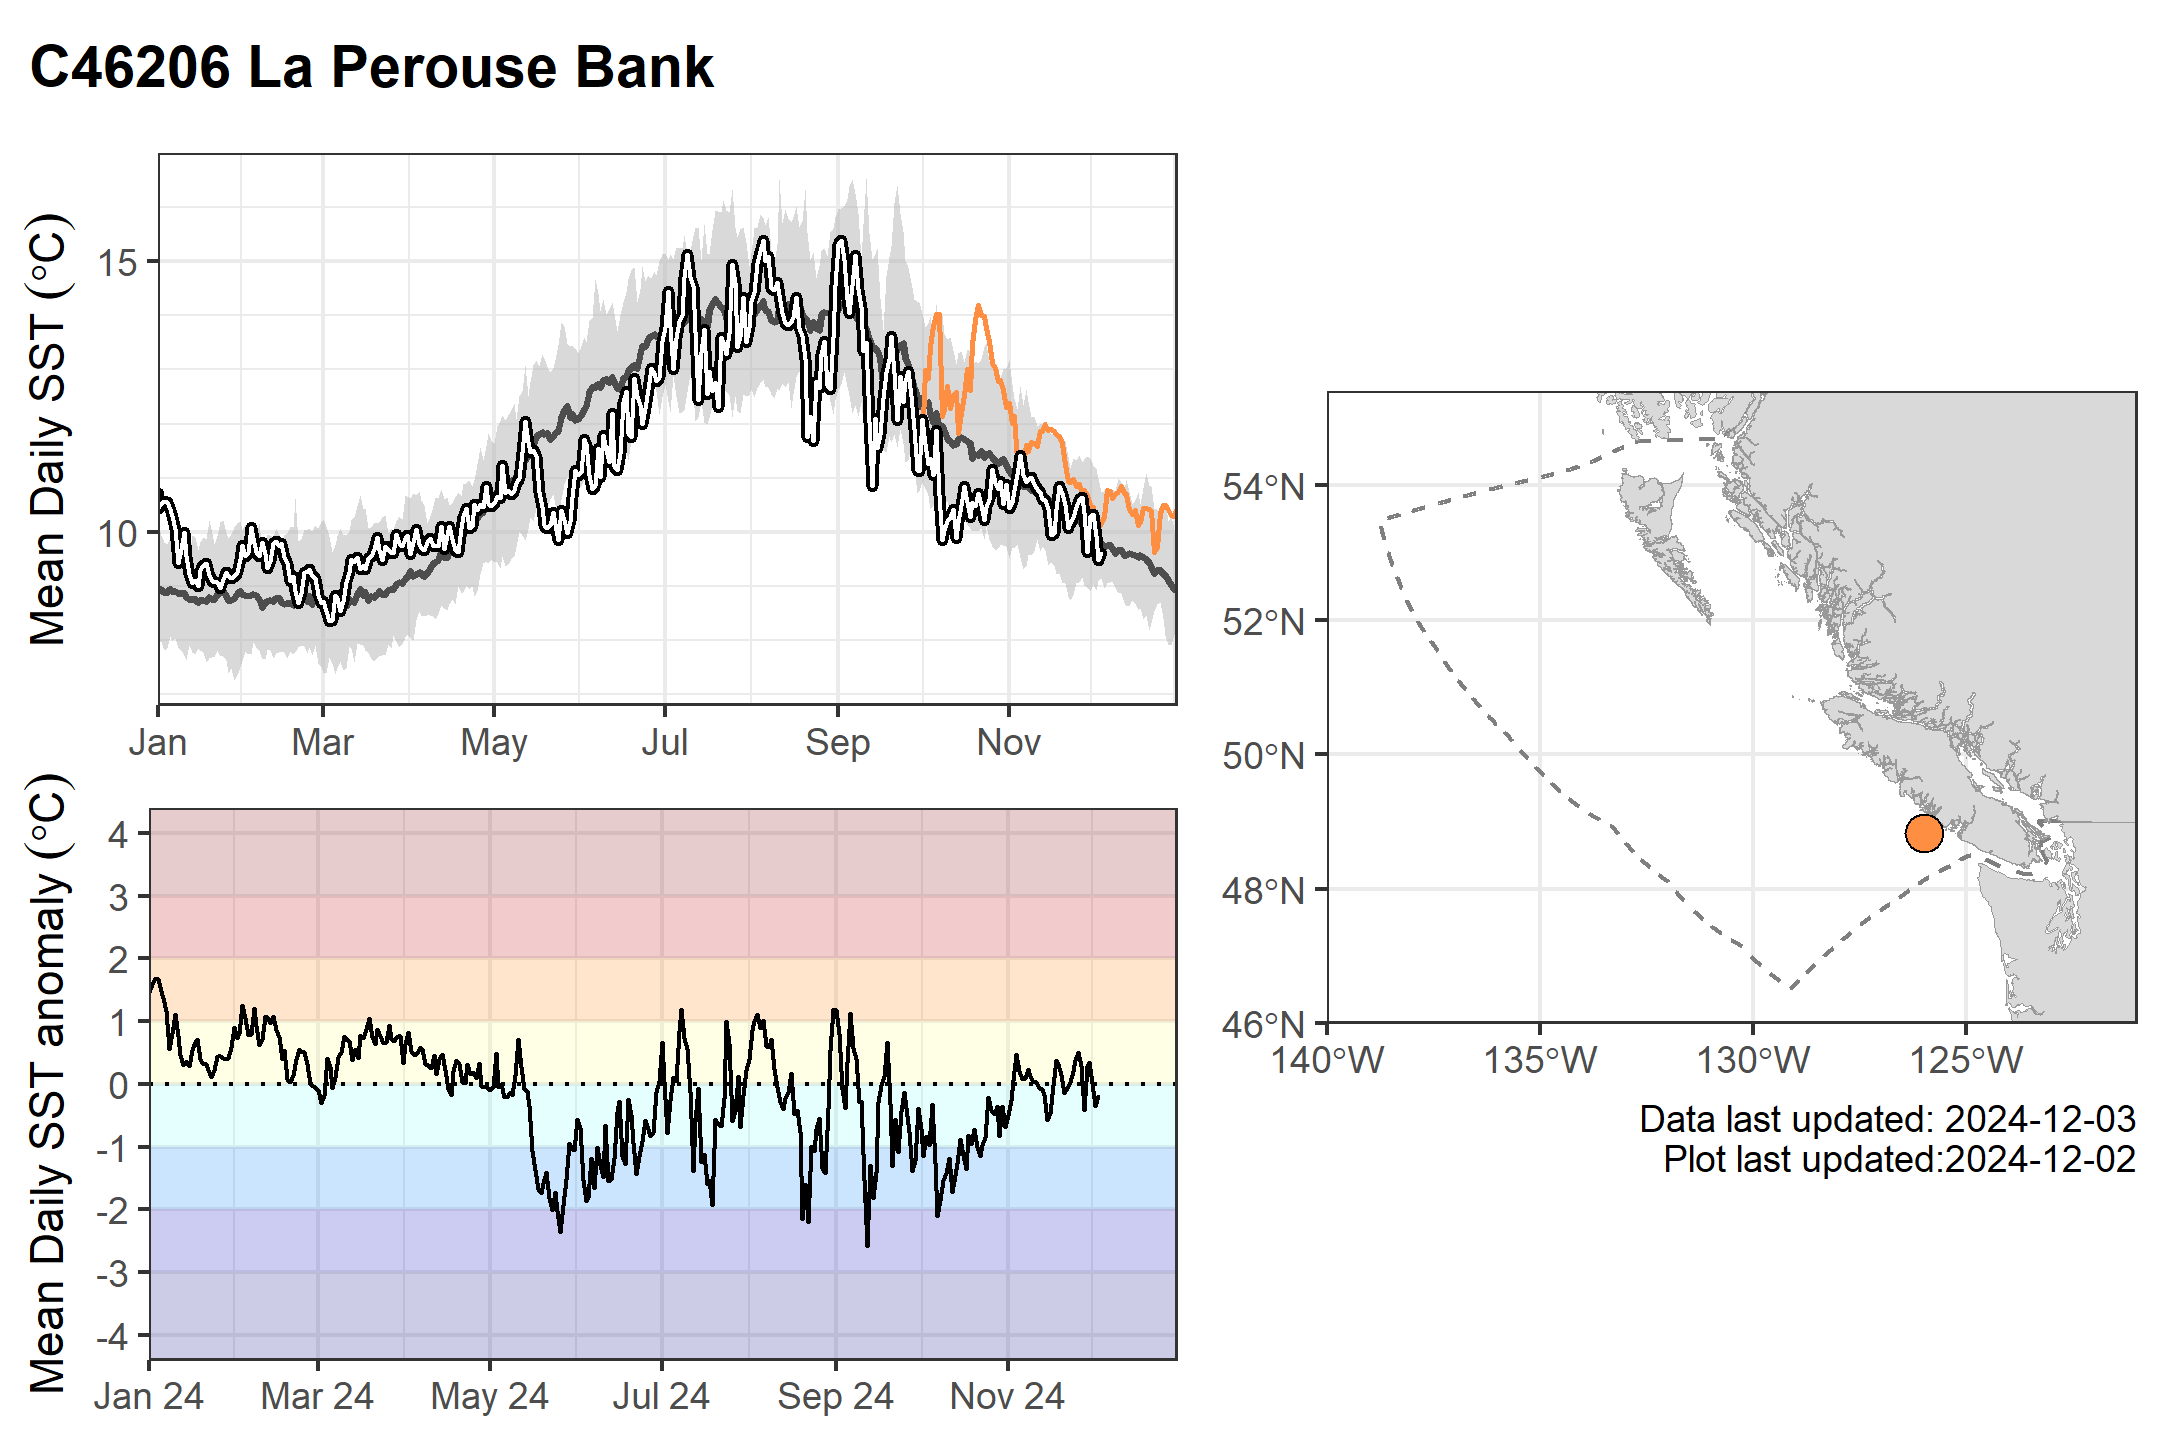 C46206 La Perouse Bank
Mean Daily SST (°C)
15
10
Jan Mar May Jul Sep Nov
Mean Daily SST anomaly (°C)
4
3
2
1
0
-1
-2
-3
-4
Jan 24 Mar 24 May 24 Jul 24 Sep 24 Nov 24
54°N
52°N
50°N
48°N
46°N
140°W 135°W 130°W 125°W
Data last updated: 2024-12-03
Plot last updated:2024-12-02